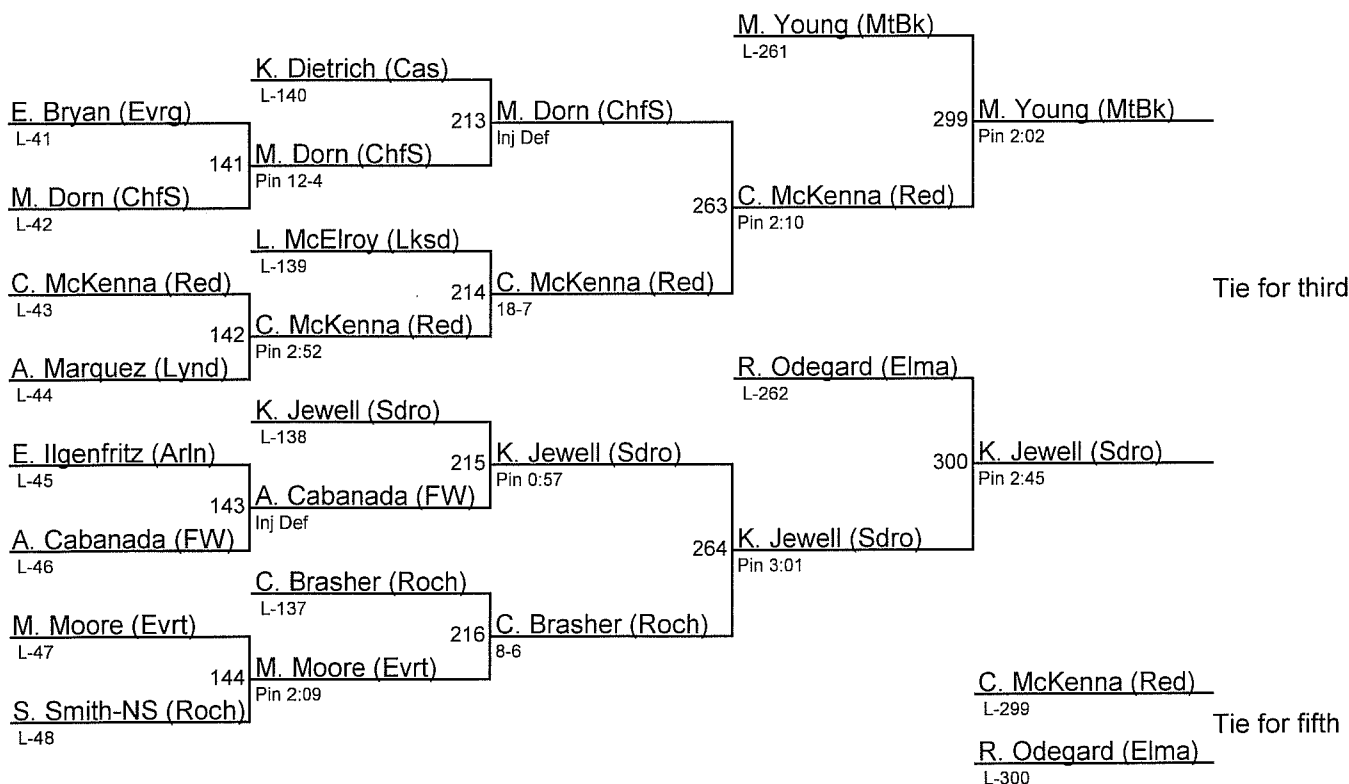 M. Young (MtBk)
L-261
K. Dietrich (Cas)
L-140
E. Bryan (Evrg)
L-41
213
M. Dorn (ChfS)
Inj Def
299
M. Young (MtBk)
Pin 2:02
141
M. Dorn (ChfS)
Pin 12-4
M. Dorn (ChfS)
L-42
263
C. McKenna (Red)
Pin 2:10
L. McElroy (Lksd)
L-139
C. McKenna (Red)
L-43
214
C. McKenna (Red)
18-7
Tie for third
142
C. McKenna (Red)
Pin 2:52
A. Marquez (Lynd)
L-44
R. Odegard (Elma)
L-262
K. Jewell (Sdro)
L-138
E. Ilgenfritz (Arln)
L-45
215
K. Jewell (Sdro)
Pin 0:57
300
K. Jewell (Sdro)
Pin 2:45
143
A. Cabanada (FW)
Inj Def
A. Cabanada (FW)
L-46
264
K. Jewell (Sdro)
Pin 3:01
C. Brasher (Roch)
L-137
M. Moore (Evrt)
L-47
216
C. Brasher (Roch)
8-6
144
M. Moore (Evrt)
Pin 2:09
S. Smith-NS (Roch)
L-48
C. McKenna (Red)
L-299
Tie for fifth
R. Odegard (Elma)
L-300